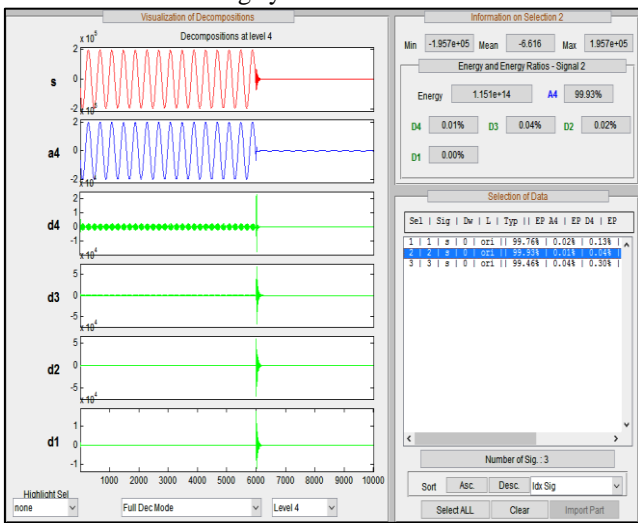 Visualization of Decompositions
Decompositions at level 4
x 10^5
s
2
0
-2
x 10^5
a4
2
0
-2
x 10^4
d4
2
1
0
-1
x 10^4
d3
5
0
-5
x 10^4
d2
5
0
-5
x 10^4
d1
1
0
-1
1000 2000 3000 4000 5000 6000 7000 8000 9000 10000
Highlight Sel
none
Full Dec Mode
Level 4
Information on Selection 2
Min -1.957e+05 Mean -6.616 Max 1.957e+05
Energy and Energy Ratios - Signal 2
Energy 1.151e+14 A4 99.93%
D4 0.01% D3 0.04% D2 0.02%
D1 0.00%
Selection of Data
Sel | Sig | Dw | L | Typ || EP A4 | EP D4 | EP
1 | 1 | s | 0 | ori || 99.76% | 0.02% | 0.13% |
2 | 2 | s | 0 | ori || 99.93% | 0.01% | 0.04% |
3 | 3 | s | 0 | ori || 99.46% | 0.04% | 0.30% |
Number of Sig. : 3
Sort Asc. Desc. Idx Sig
Select ALL Clear Import Part